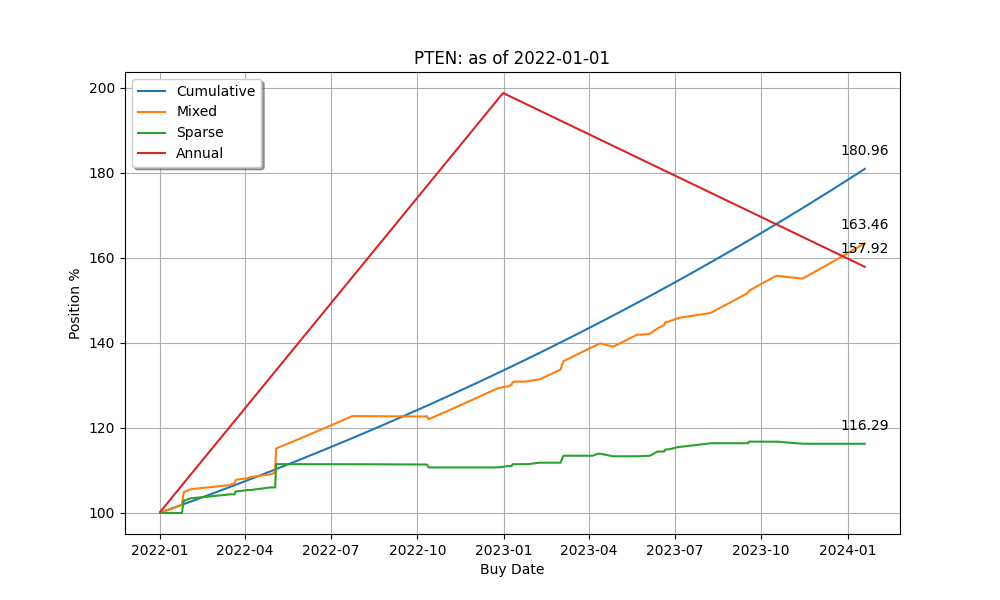 PTEN: as of 2022-01-01
Cumulative
Mixed
Sparse
Annual
200
180
160
140
120
100
Position %
180.96
163.46
157.92
116.29
2022-01 2022-04 2022-07 2022-10 2023-01 2023-04 2023-07 2023-10 2024-01
Buy Date